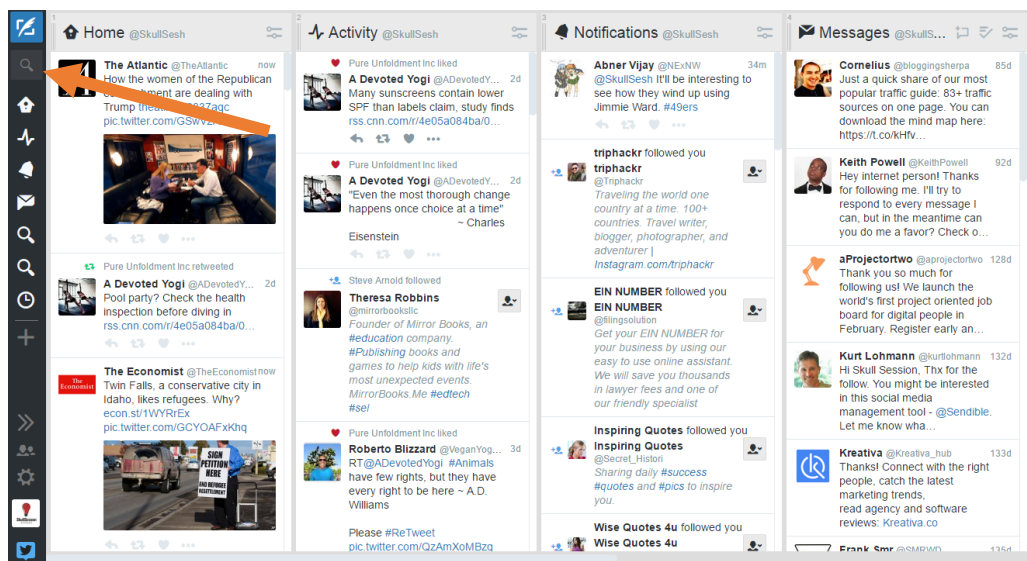 1
Home @SkullSesh
The Atlantic @TheAtlantic now
How the women of the Republican
are dealing with
Trump
pic.twitter.com/
Pure Unfoldment Inc retweeted
A Devoted Yogi @ADevotedY... 2d
Pool party? Check the health
inspection before diving in
rss.cnn.com/r/4e05a084ba/0...
The Economist
The Economist @TheEconomist now
Twin Falls, a conservative city in
Idaho, likes refugees. Why?
econ.st/1WYRrEx
pic.twitter.com/GCYOAFxKhq
SIGN
PETITION
HERE
END REFUGEE
RESETTLEMENT
2
Activity @SkullSesh
Pure Unfoldment Inc liked
A Devoted Yogi @ADevotedY... 2d
Many sunscreens contain lower
SPF than labels claim, study finds
rss.cnn.com/r/4e05a084ba/0...
Pure Unfoldment Inc liked
A Devoted Yogi @ADevotedY... 2d
"Even the most thorough change
happens once choice at a time"
~ Charles
Eisenstein
Steve Arnold followed
Theresa Robbins
@mirrorbooksllc
Founder of Mirror Books, an
#education company.
#Publishing books and
games to help kids with life's
most unexpected events.
MirrorBooks.Me #edtech
#sel
Pure Unfoldment Inc liked
Roberto Blizzard @VeganYog... 3d
RT@ADevotedYogi #Animals
have few rights, but they have
every right to be here ~ A.D.
Williams
Please #ReTweet
pic.twitter.com/QzAmXoMBzq
3
Notifications @SkullSesh
Abner Vijay @NExNW 34m
@SkullSesh It'll be interesting to
see how they wind up using
Jimmie Ward. #49ers
triphackr followed you
triphackr
@Triphackr
Traveling the world one
country at a time. 100+
countries. Travel writer,
blogger, photographer, and
adventurer |
Instagram.com/triphackr
EIN NUMBER followed you
EIN NUMBER
@filingsolution
Get your EIN NUMBER for
your business by using our
easy to use online assistant.
We will save you thousands
in lawyer fees and one of
our friendly specialist
Inspiring Quotes followed you
Inspiring Quotes
@Secret_Histori
Sharing daily #success
#quotes and #pics to inspire
you.
Wise Quotes 4u followed you
Wise Quotes 4u
4
Messages @SkullS...
Cornelius @bloggingsherpa 85d
Just a quick share of our most
popular traffic guide: 83+ traffic
sources on one page. You can
download the mind map here:
https://t.co/kHfv...
Keith Powell @KeithPowell 92d
Hey internet person! Thanks
for following me. I'll try to
respond to every message I
can, but in the meantime can
you do me a favor? Check o...
aProjectortwo @aprojectortwo 128d
Thank you so much for
following us! We launch the
world's first project oriented job
board for digital people in
February. Register early an...
Kurt Lohmann @kurtlohmann 132d
Hi Skull Session, Thx for the
follow. You might be interested
in this social media
management tool - @Sendible.
Let me know wha...
Kreativa @Kreativa_hub 133d
Thanks! Connect with the right
people, catch the latest
marketing trends,
read agency and software
reviews: Kreativa.co
Frank Smr @SMRWD 135d